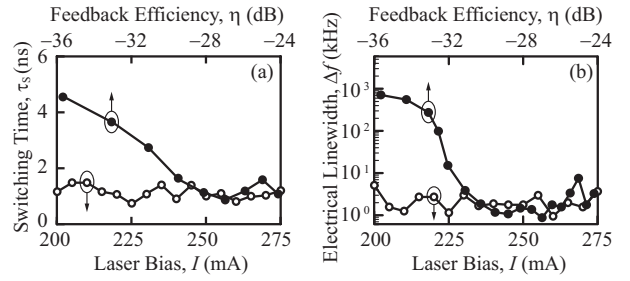 Feedback Efficiency, η (dB)
−36 −32 −28 −24
Switching Time, τs (ns)
6
4
2
0
(a)
200 225 250 275
Laser Bias, I (mA)
Feedback Efficiency, η (dB)
−36 −32 −28 −24
Electrical Linewidth, Δf (kHz)
10³
10²
10¹
10⁰
(b)
200 225 250 275
Laser Bias, I (mA)